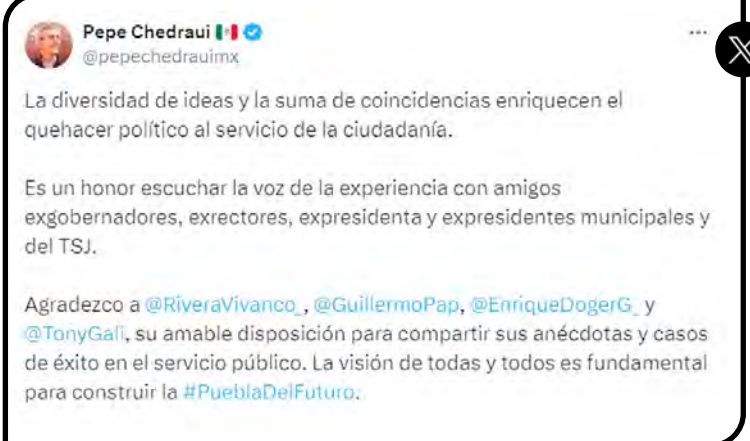 Pepe Chedraui 🇲🇽
@pepechedrauimx
La diversidad de ideas y la suma de coincidencias enriquecen el
quehacer político al servicio de la ciudadanía.
Es un honor escuchar la voz de la experiencia con amigos
exgobernadores, exrectores, expresidenta y expresidentes municipales y
del TSJ.
Agradezco a @RiveraVivanco_, @GuillermoPap, @EnriqueDogerG_ y
@TonyGali, su amable disposición para compartir sus anécdotas y casos
de éxito en el servicio público. La visión de todas y todos es fundamental
para construir la #PueblaDelFuturo.